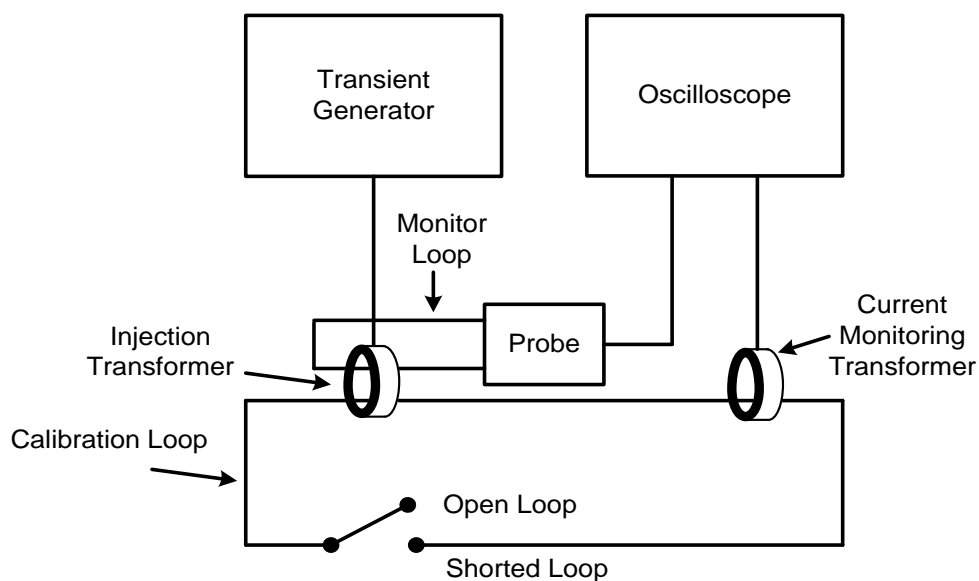 Transient
Generator
Oscilloscope
Monitor
Loop
Injection
Transformer
Probe
Current
Monitoring
Transformer
Calibration Loop
Open Loop
Shorted Loop